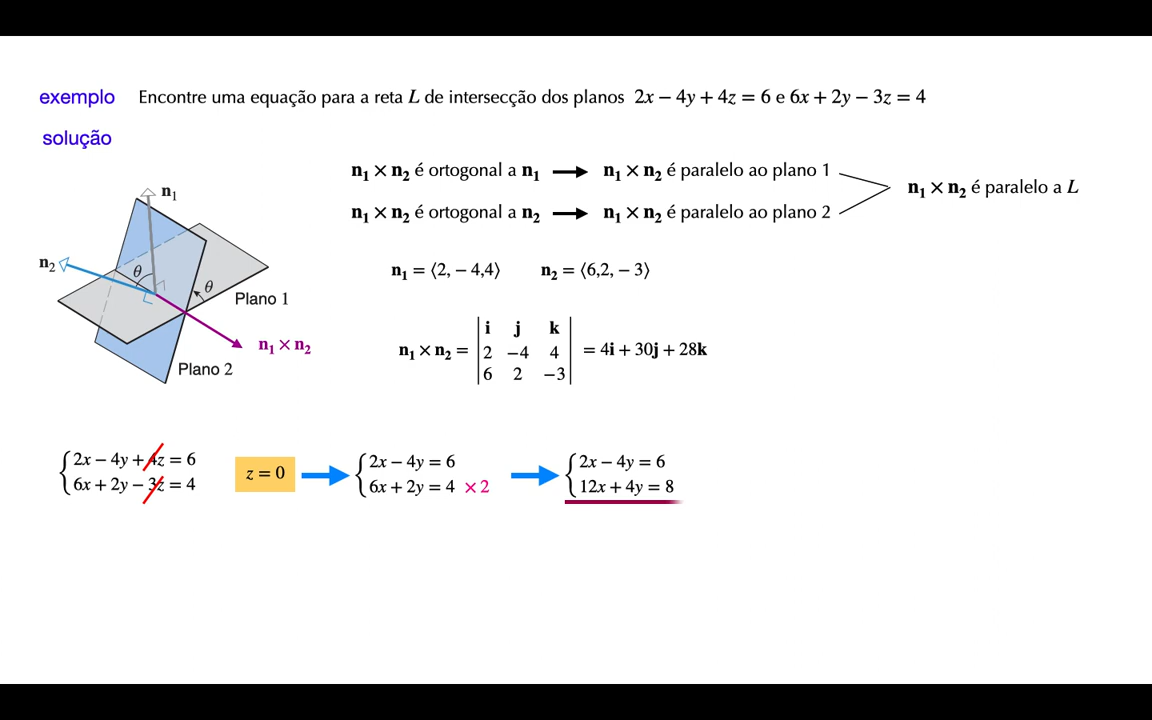 exemplo Encontre uma equação para a reta L de intersecção dos planos 2x − 4y + 4z = 6 e 6x + 2y − 3z = 4
solução
n₁ × n₂ é ortogonal a n₁ → n₁ × n₂ é paralelo ao plano 1
n₁ × n₂ é paralelo a L
n₁ × n₂ é ortogonal a n₂ → n₁ × n₂ é paralelo ao plano 2
n₁
n₂
θ
θ
Plano 1
n₁ × n₂
Plano 2
n₁ = ⟨2, − 4,4⟩ n₂ = ⟨6,2, − 3⟩
i j k
n₁ × n₂ = 2 −4 4 = 4i + 30j + 28k
6 2 −3
2x − 4y + 4z = 6
6x + 2y − 3z = 4
z = 0
2x − 4y = 6
6x + 2y = 4 × 2
2x − 4y = 6
12x + 4y = 8